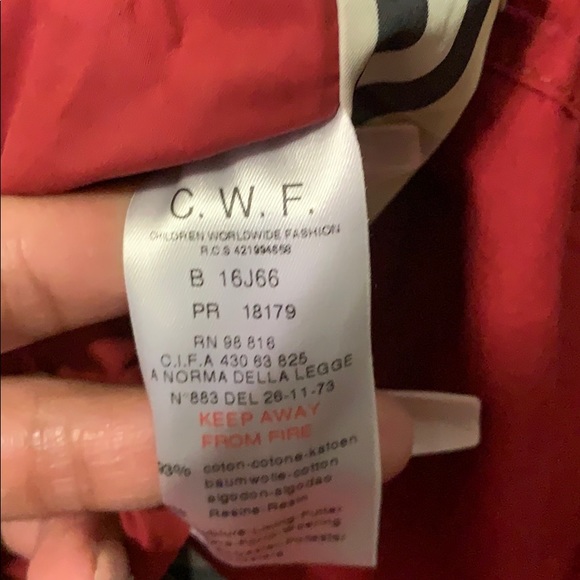 C. W. F.
CHILDREN WORLDWIDE FASHION
R.C.S 421994658
B 16J66
PR 18179
RN 98 816
C.I.F.A 430 63 825
A NORMA DELLA LEGGE
N°883 DEL 26-11-73
KEEP AWAY
FROM FIRE
93% coton-cotone-katoen
baumwolle-cotton
algodon-algodao
Resine-Resin